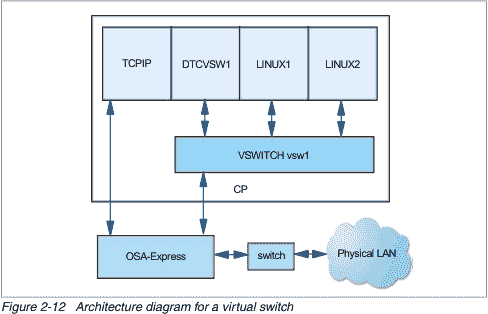 TCPIP DTCVSW1 LINUX1 LINUX2
VSWITCH vsw1
CP
OSA-Express switch Physical LAN
Figure 2-12 Architecture diagram for a virtual switch